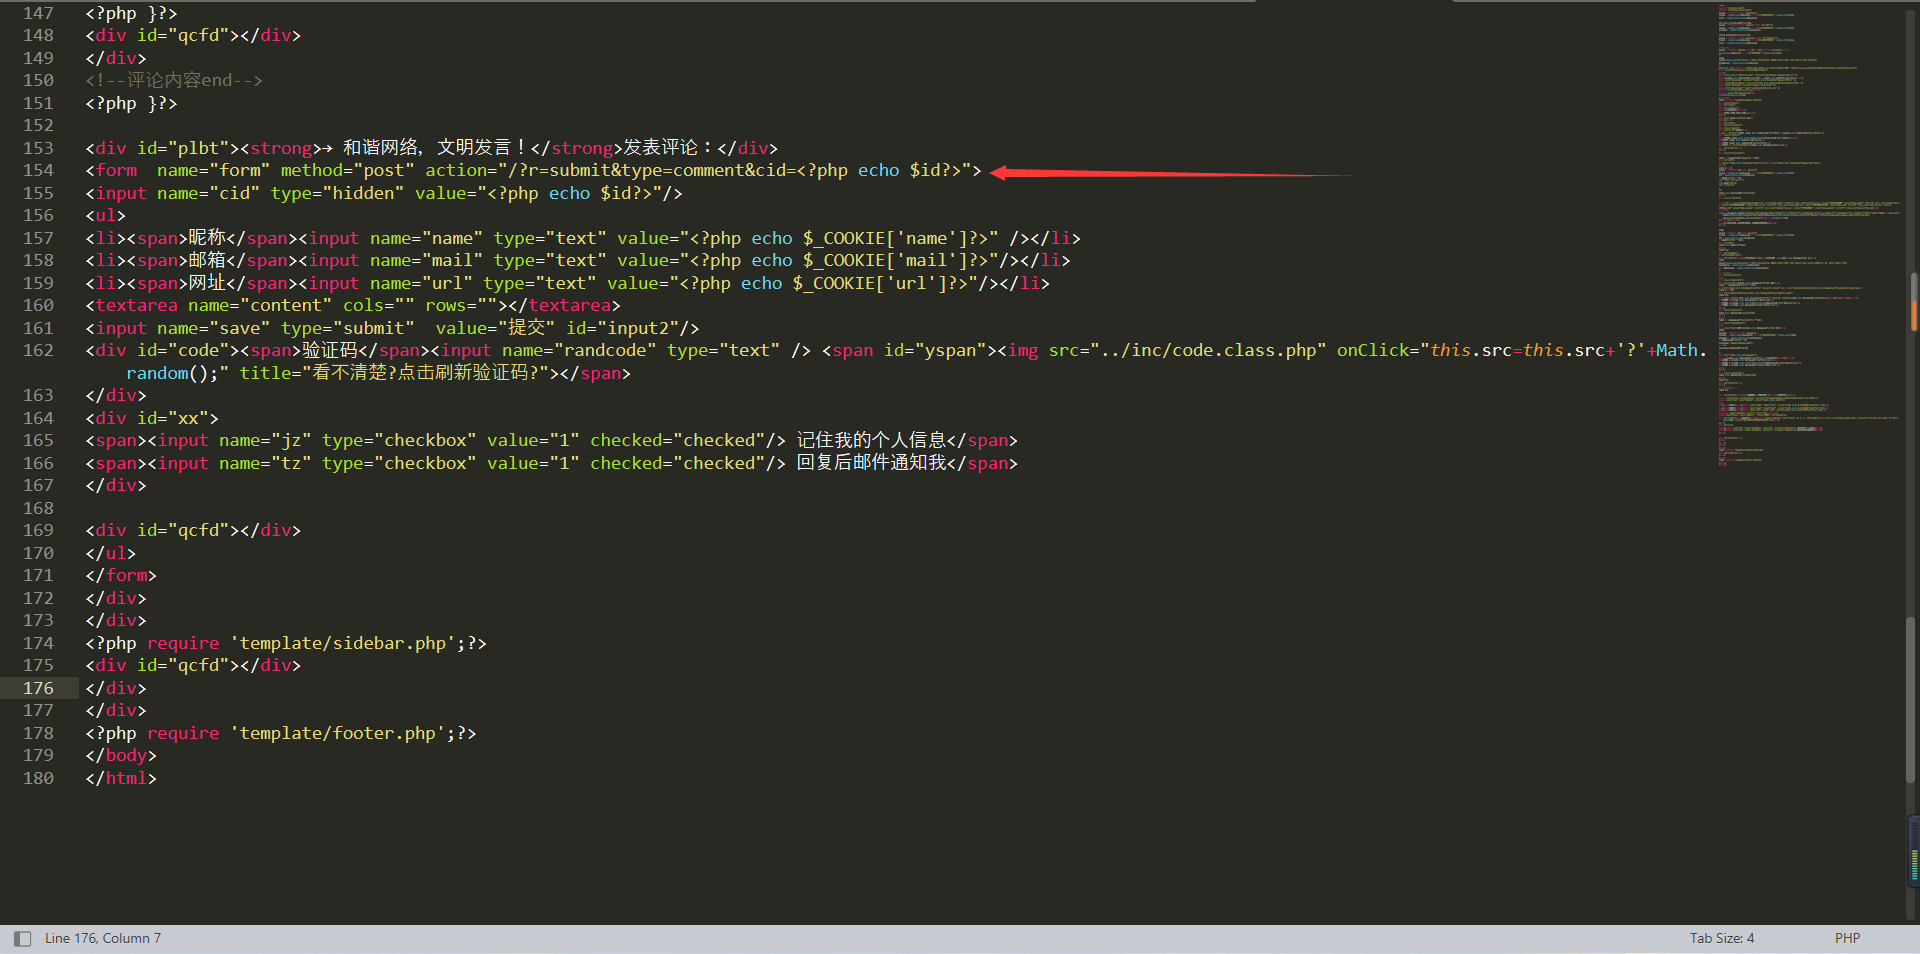 147 <?php }?>
148 <div id="qcfd"></div>
149 </div>
150 <!--评论内容end-->
151 <?php }?>
152
153 <div id="plbt"><strong>→ 和谐网络，文明发言！</strong>发表评论：</div>
154 <form  name="form" method="post" action="/?r=submit&type=comment&cid=<?php echo $id?>">
155 <input name="cid" type="hidden" value="<?php echo $id?>"/>
156 <ul>
157 <li><span>昵称</span><input name="name" type="text" value="<?php echo $_COOKIE['name']?>" /></li>
158 <li><span>邮箱</span><input name="mail" type="text" value="<?php echo $_COOKIE['mail']?>"/></li>
159 <li><span>网址</span><input name="url" type="text" value="<?php echo $_COOKIE['url']?>"/></li>
160 <textarea name="content" cols="" rows=""></textarea>
161 <input name="save" type="submit"  value="提交" id="input2"/>
162 <div id="code"><span>验证码</span><input name="randcode" type="text" /> <span id="yspan"><img src="../inc/code.class.php" onClick="this.src=this.src+'?'+Math.
random();" title="看不清楚?点击刷新验证码?"></span>
163 </div>
164 <div id="xx">
165 <span><input name="jz" type="checkbox" value="1" checked="checked"/> 记住我的个人信息</span>
166 <span><input name="tz" type="checkbox" value="1" checked="checked"/> 回复后邮件通知我</span>
167 </div>
168
169 <div id="qcfd"></div>
170 </ul>
171 </form>
172 </div>
173 </div>
174 <?php require 'template/sidebar.php';?>
175 <div id="qcfd"></div>
176 </div>
177 </div>
178 <?php require 'template/footer.php';?>
179 </body>
180 </html>
Line 176, Column 7
Tab Size: 4
PHP